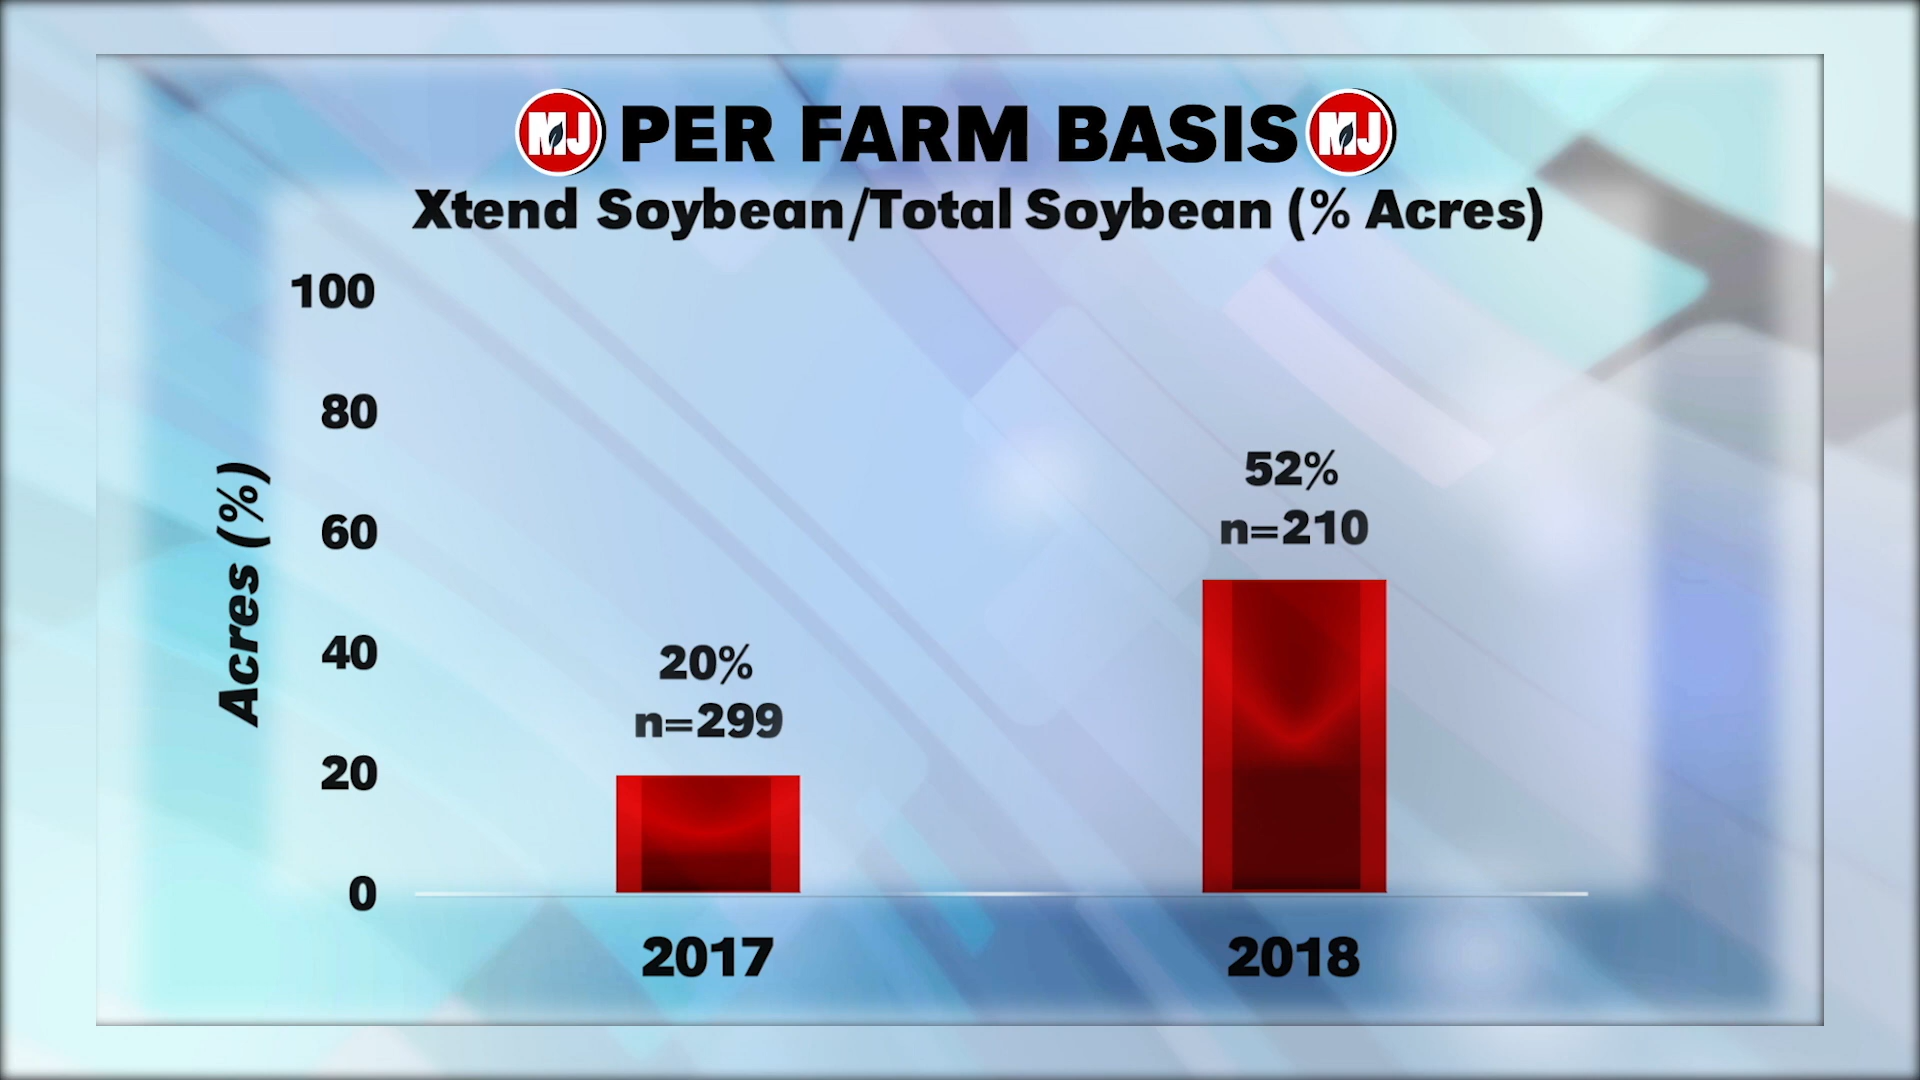 MJ PER FARM BASIS MJ
Xtend Soybean/Total Soybean (% Acres)
100
80
60
40
20
0
Acres (%)
20%
n=299
52%
n=210
2017
2018